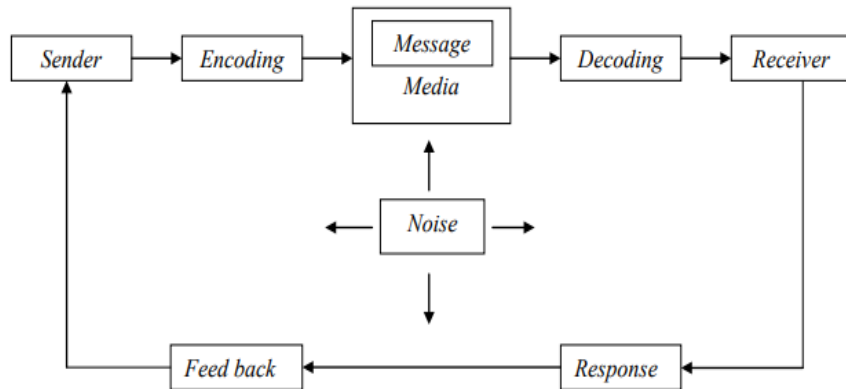 Message
Sender
Encoding
Media
Decoding
Receiver
Noise
Feed back
Response